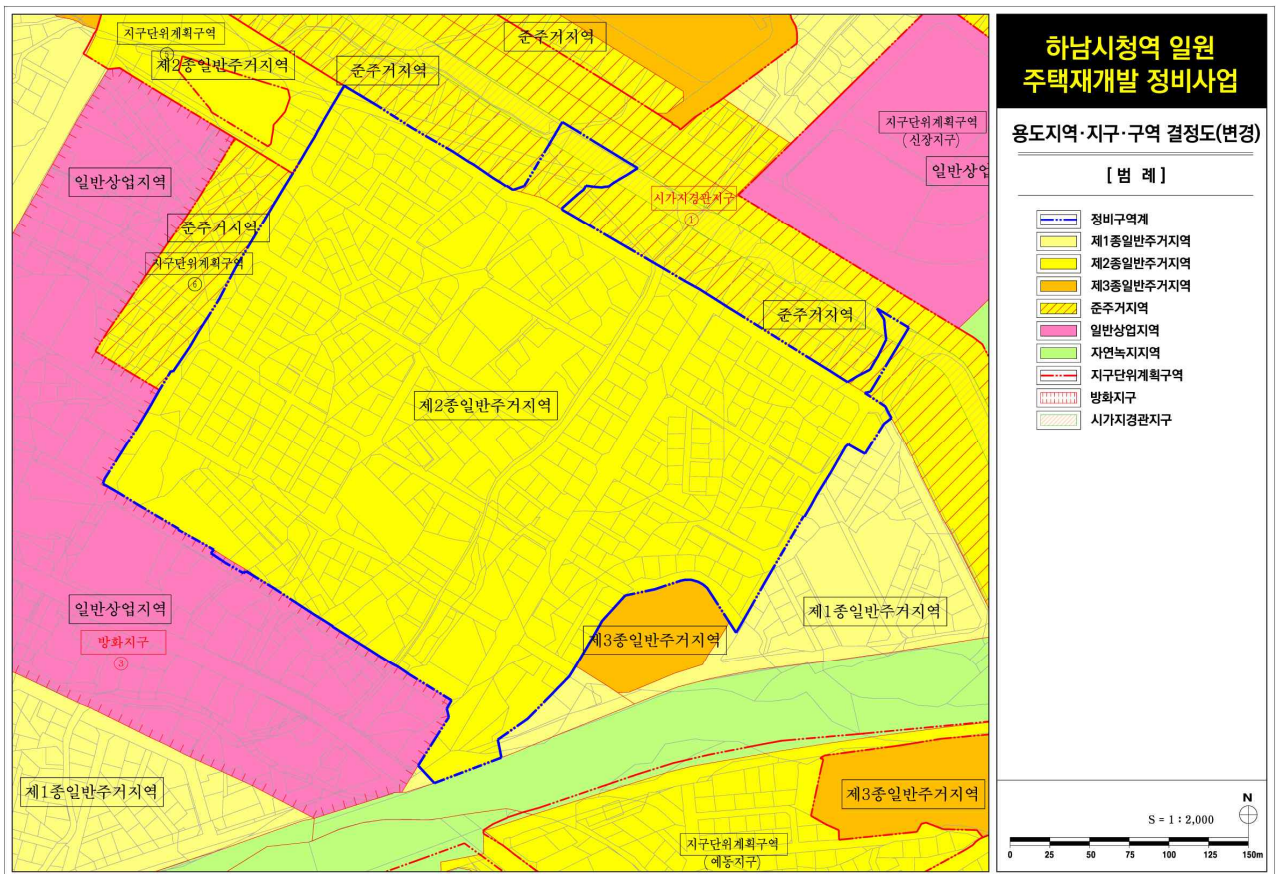 지구단위계획구역
⑤
제2종일반주거지역
준주거지역
준주거지역
지구단위계획구역
(신장지구)
일반상업
일반상업지역
시가지경관지구
①
준주거지역
지구단위계획구역
⑥
준주거지역
제2종일반주거지역
일반상업지역
방화지구
③
제3종일반주거지역
제1종일반주거지역
제1종일반주거지역
제3종일반주거지역
지구단위계획구역
(예동지구)
하남시청역 일원
주택재개발 정비사업
용도지역·지구·구역 결정도(변경)
[ 범 례 ]
정비구역계
제1종일반주거지역
제2종일반주거지역
제3종일반주거지역
준주거지역
일반상업지역
자연녹지지역
지구단위계획구역
방화지구
시가지경관지구
N
S = 1 : 2,000
0 25 50 75 100 125 150m